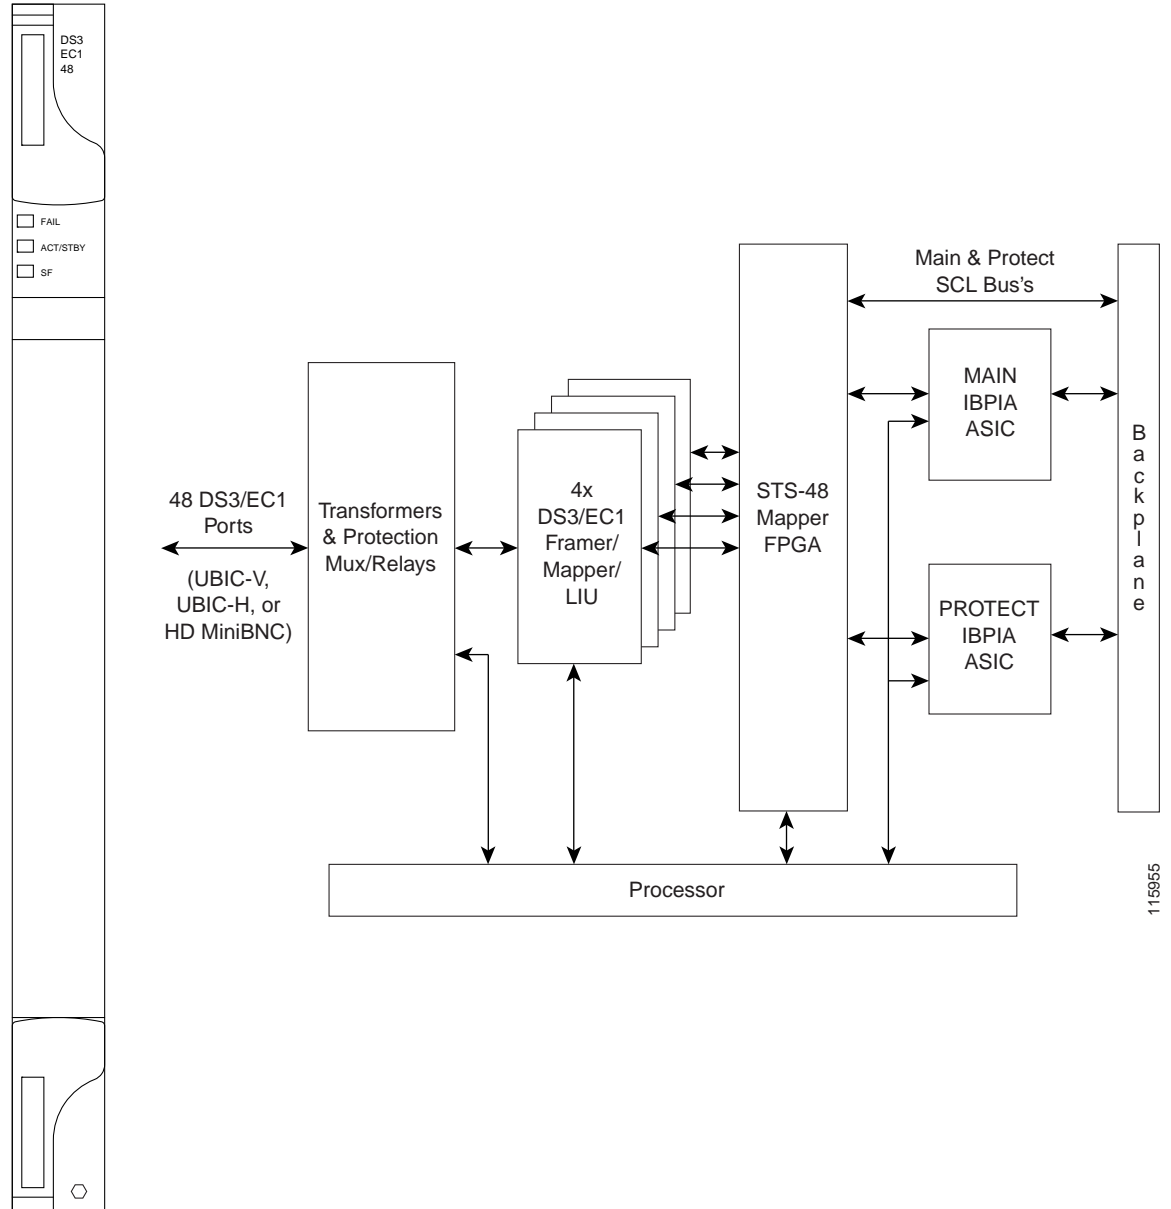 DS3
EC1
48
FAIL
ACT/STBY
SF
48 DS3/EC1
Ports
(UBIC-V,
UBIC-H, or
HD MiniBNC)
Transformers
& Protection
Mux/Relays
4x
DS3/EC1
Framer/
Mapper/
LIU
STS-48
Mapper
FPGA
Main & Protect
SCL Bus's
MAIN
IBPIA
ASIC
PROTECT
IBPIA
ASIC
Backplane
Processor
115955